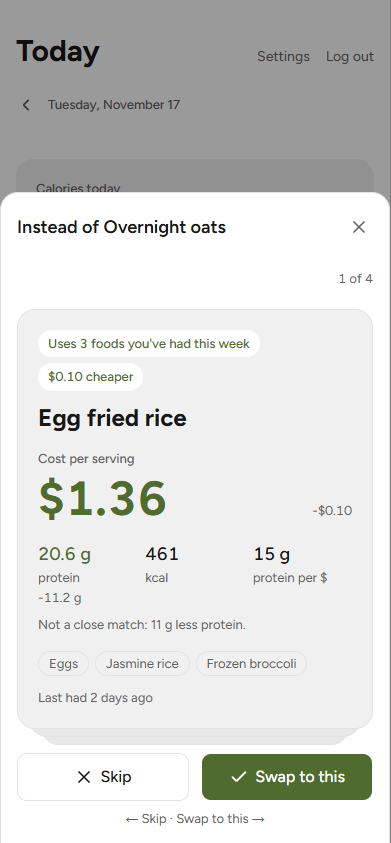 Today
Settings Log out
Tuesday, November 17
Calories today
Instead of Overnight oats
1 of 4
Uses 3 foods you've had this week
$0.10 cheaper
Egg fried rice
Cost per serving
$1.36 -$0.10
20.6 g 461 15 g
protein kcal protein per $
-11.2 g
Not a close match: 11 g less protein.
Eggs Jasmine rice Frozen broccoli
Last had 2 days ago
Skip Swap to this
← Skip · Swap to this →